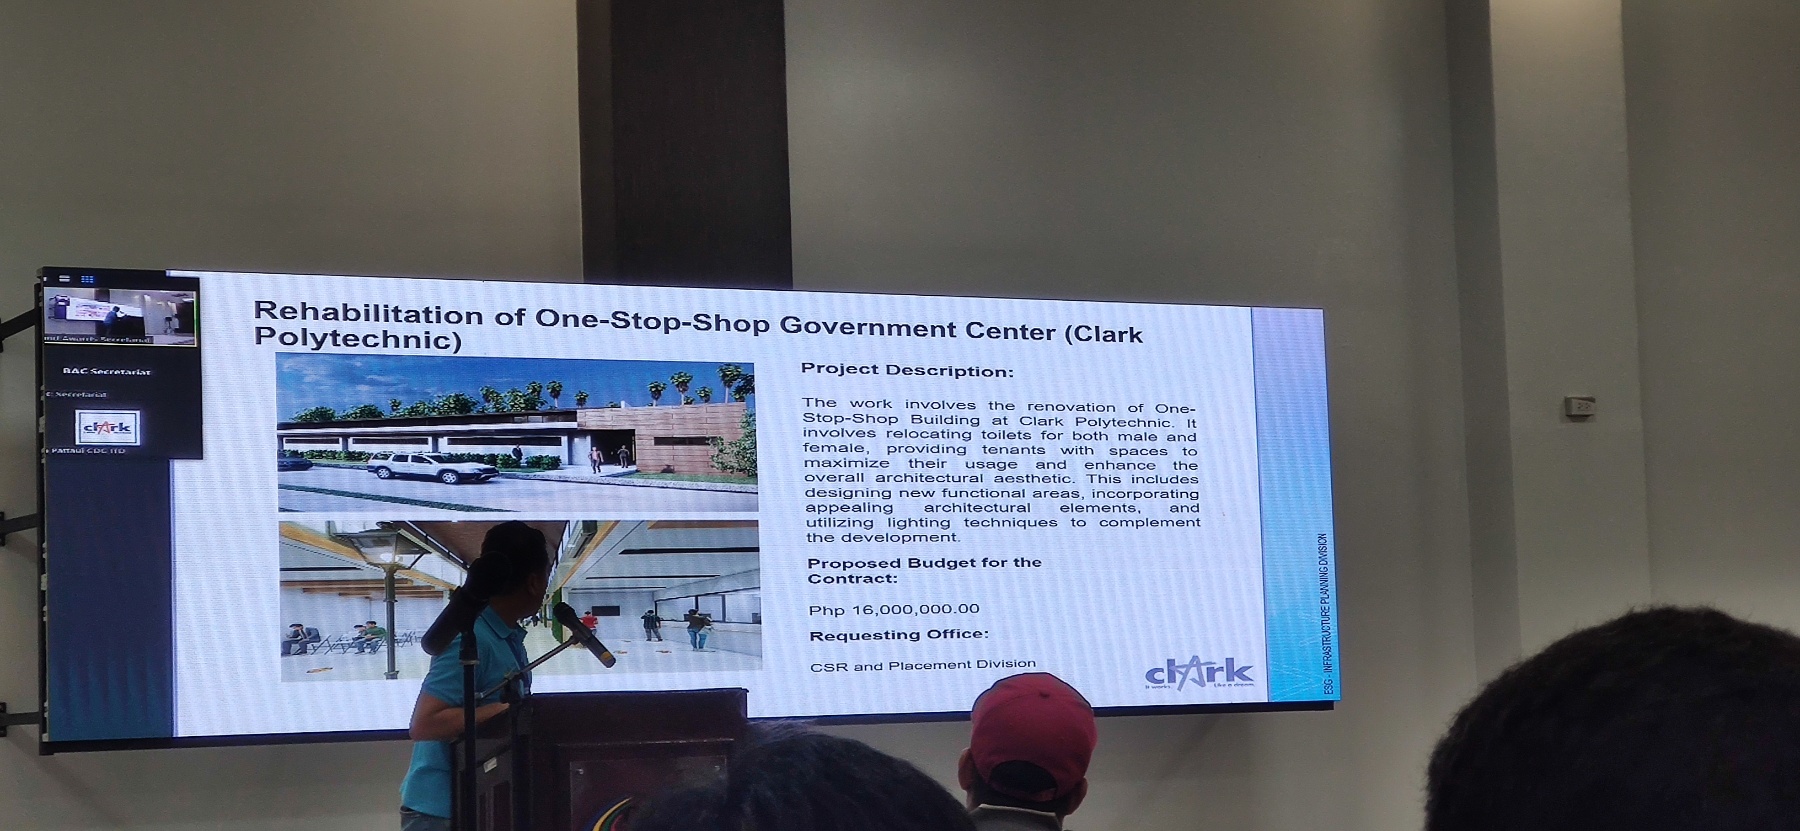 Rehabilitation of One-Stop-Shop Government Center (Clark
Polytechnic)
Project Description:
The work involves the renovation of One-
Stop-Shop Building at Clark Polytechnic. It
involves relocating toilets for both male and
female, providing tenants with spaces to
maximize their usage and enhance the
overall architectural aesthetic. This includes
designing new functional areas, incorporating
appealing architectural elements, and
utilizing lighting techniques to complement
the development.
Proposed Budget for the
Contract:
Php 16,000,000.00
Requesting Office:
CSR and Placement Division
clark
It works. Like a dream.
ESG - INFRASTRUCTURE PLANNING DIVISION
Awards Secretariat
BAC Secretariat
Secretariat
clark
CDC ITD